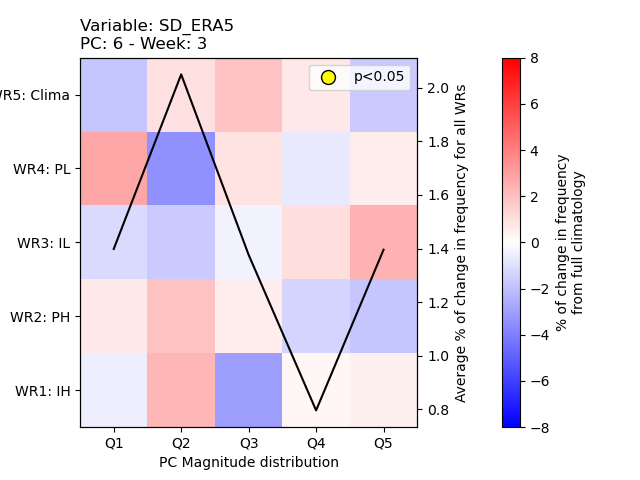 Variable: SD_ERA5
PC: 6 - Week: 3
p<0.05
WR5: Clima
WR4: PL
WR3: IL
WR2: PH
WR1: IH
Q1 Q2 Q3 Q4 Q5
PC Magnitude distribution
2.0
1.8
1.6
1.4
1.2
1.0
0.8
Average % of change in frequency for all WRs
8
6
4
2
0
−2
−4
−6
−8
% of change in frequency
from full climatology